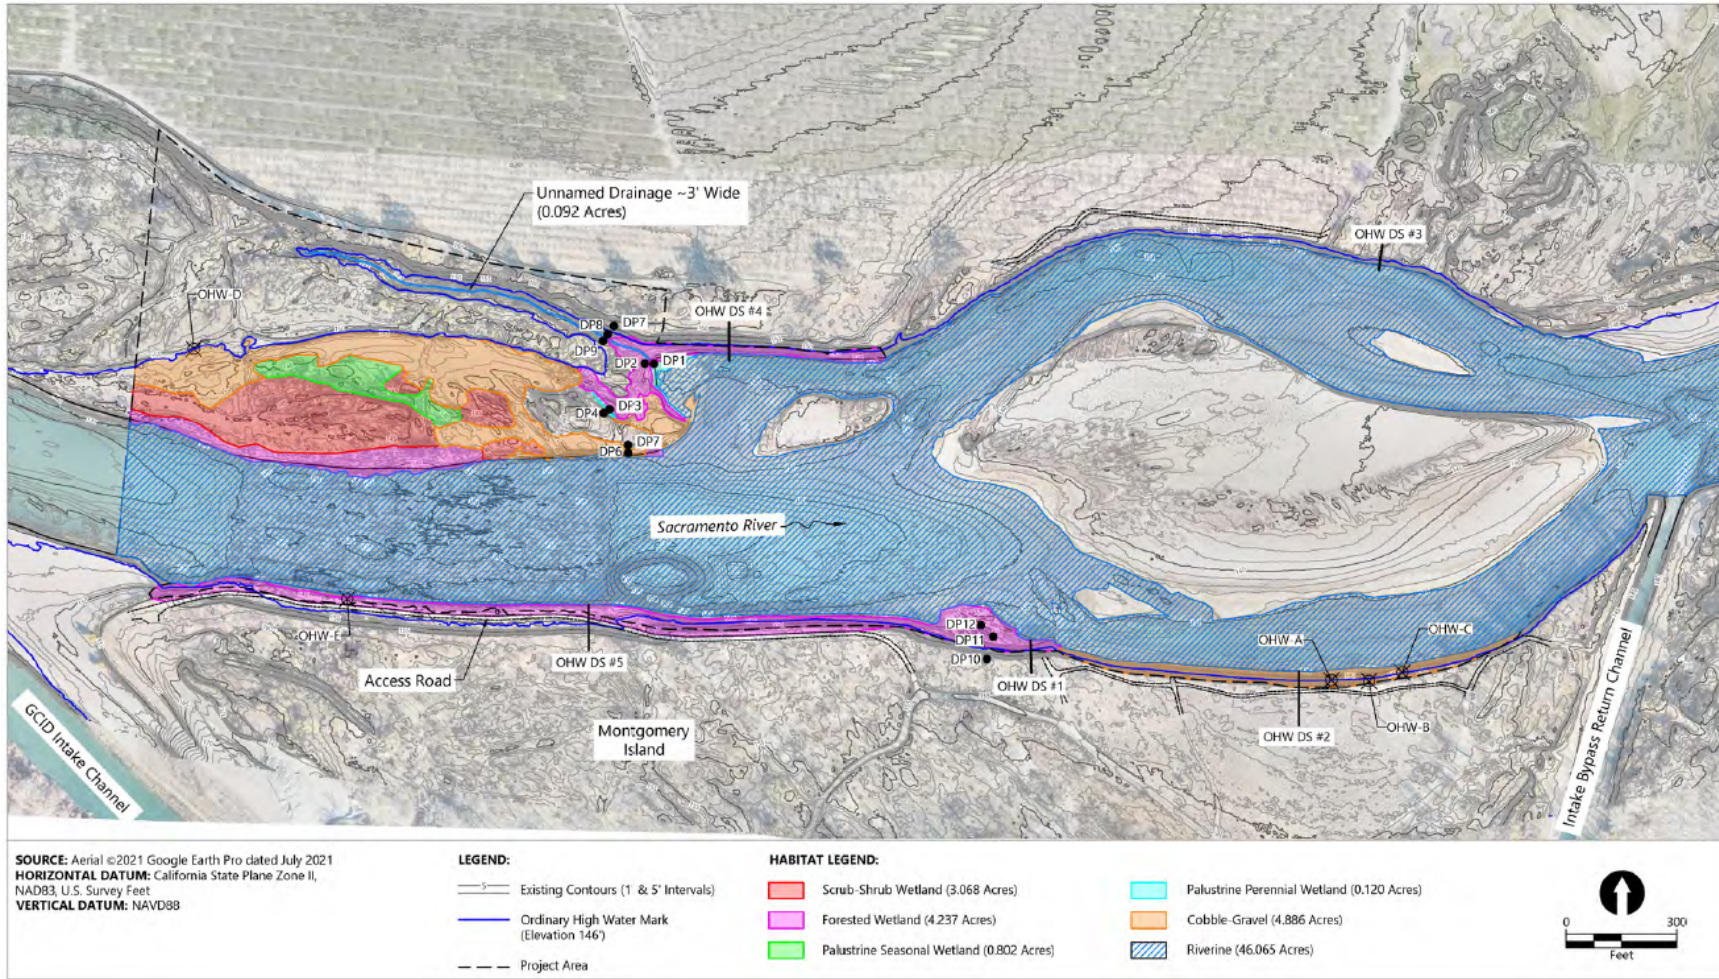 Unnamed Drainage ~3' Wide
(0.092 Acres)
OHW DS #3
OHW-D
OHW DS #4
DP7
DP8
DP9
DP2
DP1
DP3
DP4
DP7
DP6
Sacramento River
OHW-E
DP12
DP11
DP10
OHW DS #5
Access Road
OHW DS #1
OHW-A
OHW-C
OHW DS #2
OHW-B
Montgomery
Island
GCID Intake Channel
Intake Bypass Return Channel
SOURCE: Aerial ©2021 Google Earth Pro dated July 2021
HORIZONTAL DATUM: California State Plane Zone II,
NAD83, U.S. Survey Feet
VERTICAL DATUM: NAVD88
LEGEND:
5
Existing Contours (1' & 5' Intervals)
Ordinary High Water Mark
(Elevation 146')
Project Area
HABITAT LEGEND:
Scrub-Shrub Wetland (3.068 Acres)
Forested Wetland (4.237 Acres)
Palustrine Seasonal Wetland (0.802 Acres)
Palustrine Perennial Wetland (0.120 Acres)
Cobble-Gravel (4.886 Acres)
Riverine (46.065 Acres)
0 300
Feet